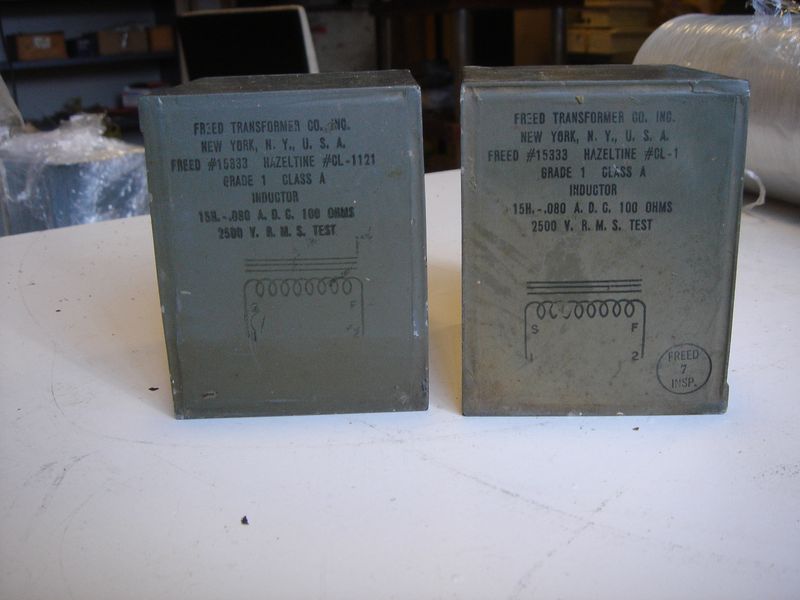 FREED TRANSFORMER CO. INC.
NEW YORK, N. Y., U. S. A.
FREED #15333 HAZELTINE #CL-1121
GRADE 1 CLASS A
INDUCTOR
15H.-.080 A. D. C. 100 OHMS
2500 V. R. M. S. TEST
F
2
FREED TRANSFORMER CO. INC.
NEW YORK, N. Y., U. S. A.
FREED #15333 HAZELTINE #CL-1
GRADE 1 CLASS A
INDUCTOR
15H.-.080 A. D. C. 100 OHMS
2500 V. R. M. S. TEST
S F
1 2
FREED
7
INSP.